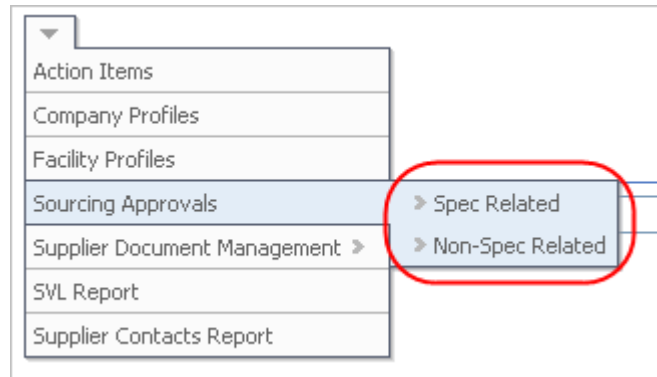 Action Items
Company Profiles
Facility Profiles
Sourcing Approvals
Spec Related
Supplier Document Management
Non-Spec Related
SVL Report
Supplier Contacts Report